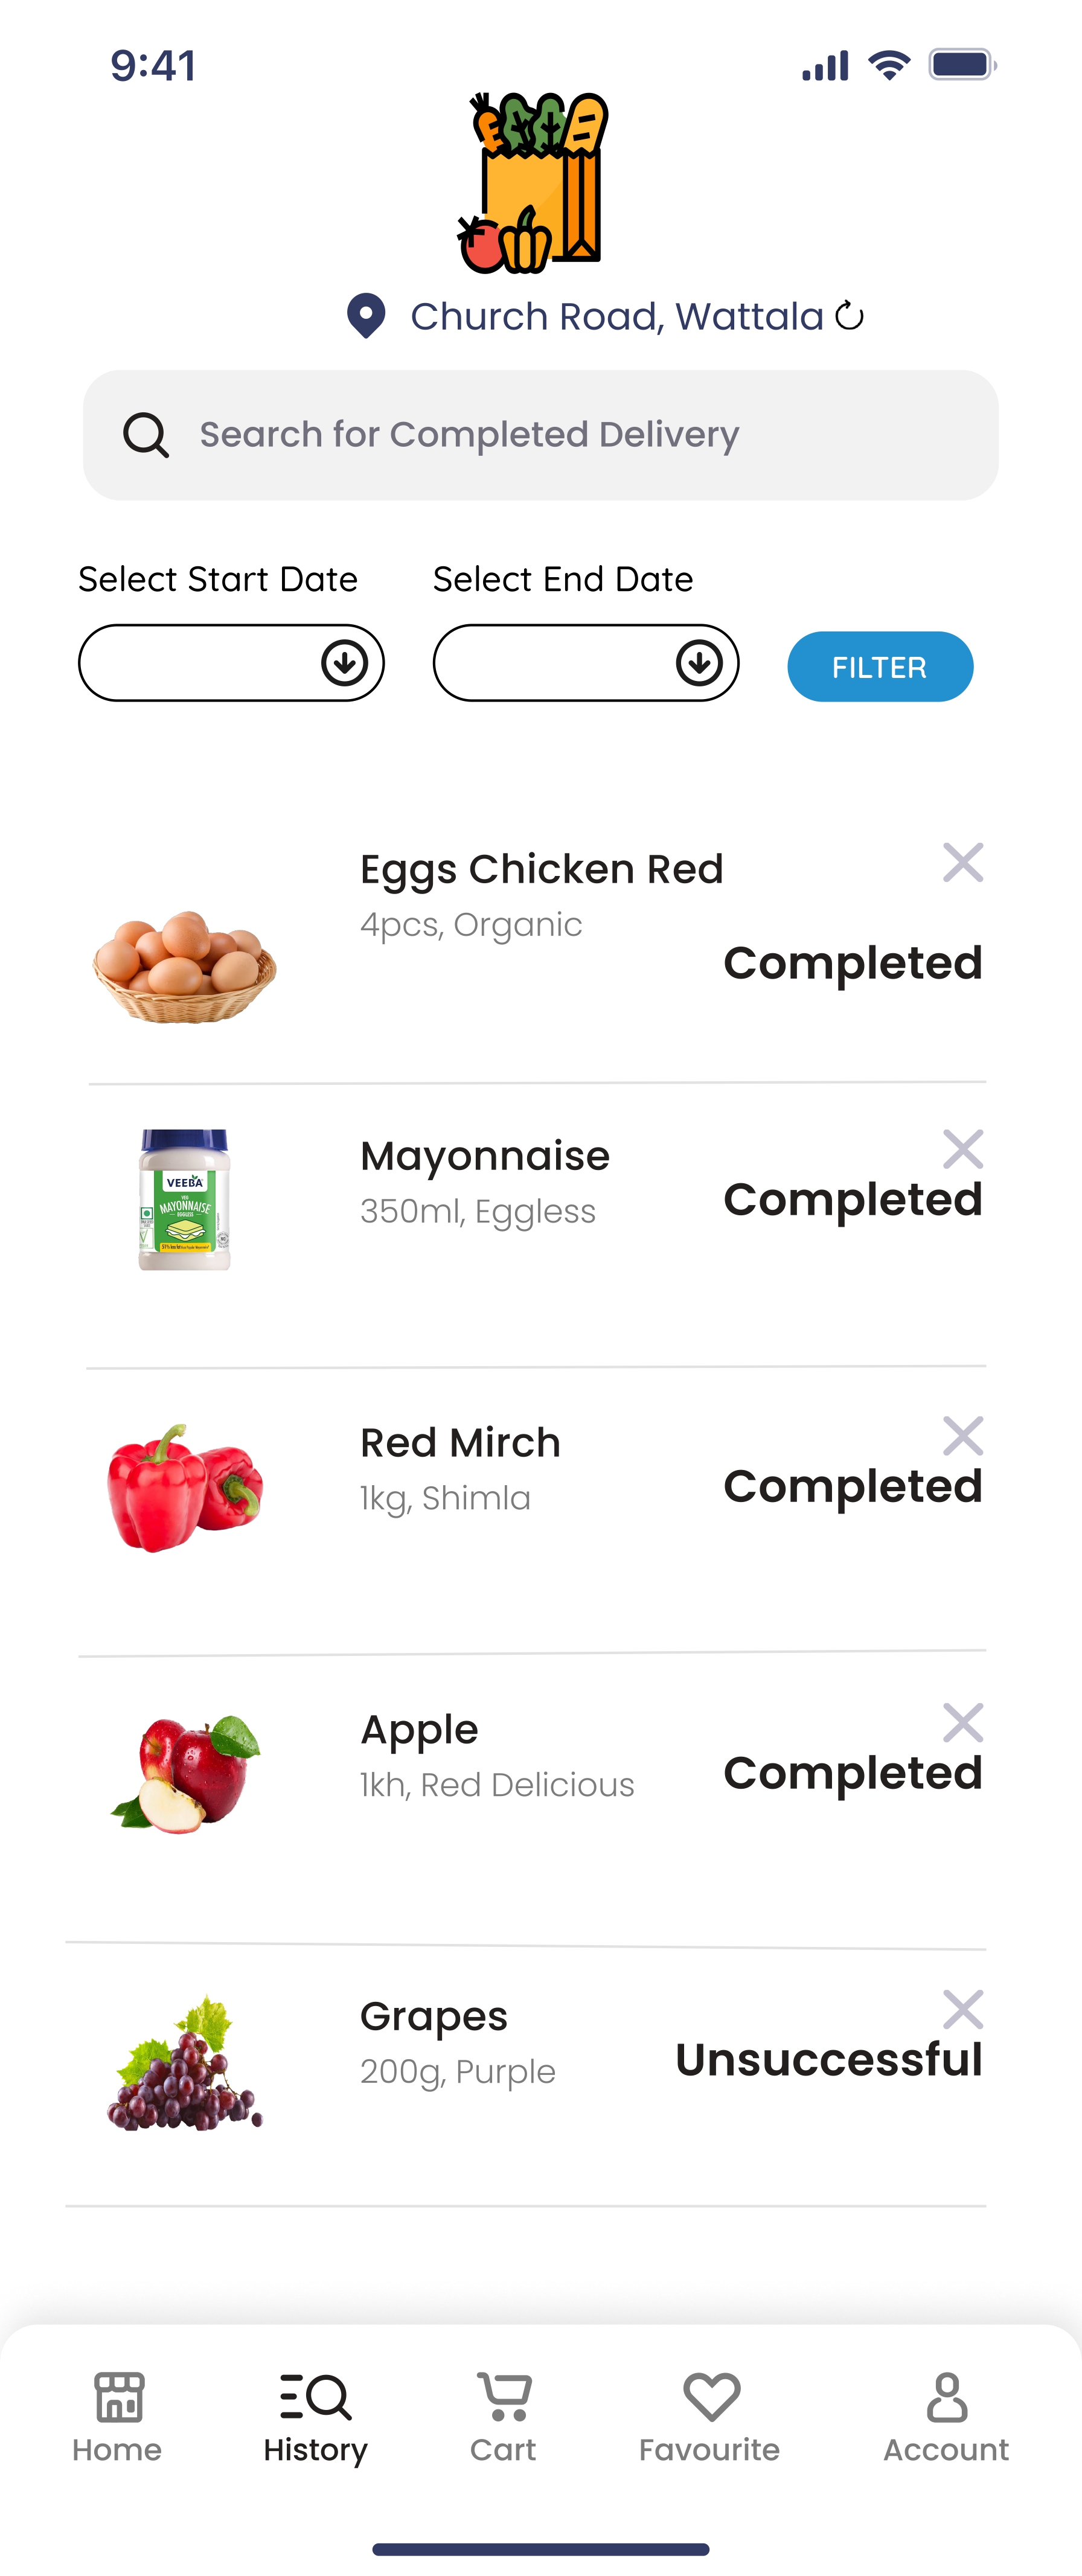 9:41
Church Road, Wattala
Search for Completed Delivery
Select Start Date
Select End Date
FILTER
Eggs Chicken Red
4pcs, Organic
Completed
VEEBA
VEG
MAYONNAISE
EGGLESS
Mayonnaise
350ml, Eggless
Completed
Red Mirch
1kg, Shimla
Completed
Apple
1kh, Red Delicious
Completed
Grapes
200g, Purple
Unsuccessful
Home
History
Cart
Favourite
Account